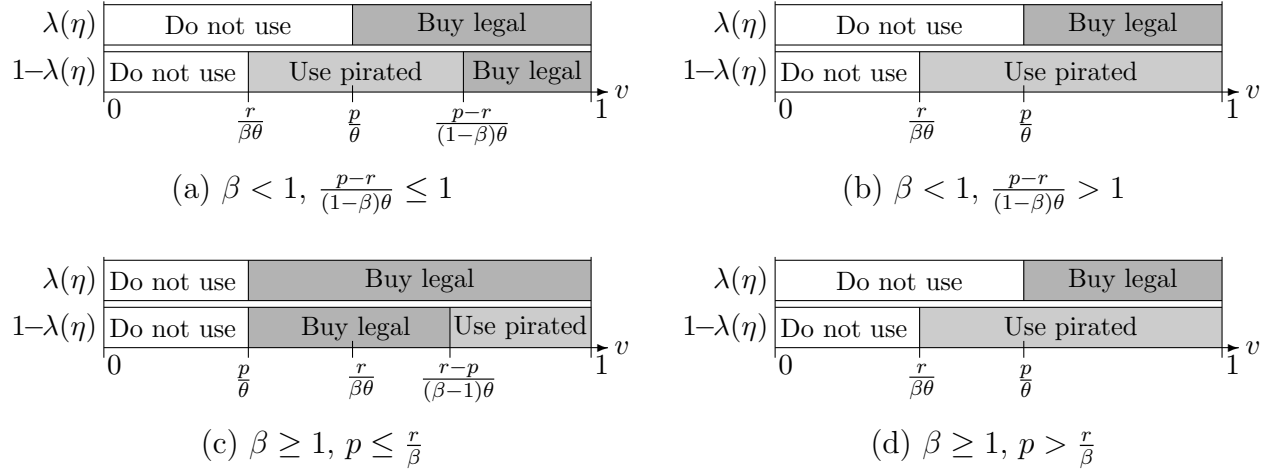 λ(η) Do not use Buy legal
1−λ(η) Do not use Use pirated Buy legal
0 r/βθ p/θ p−r/(1−β)θ 1 v
(a) β < 1, p−r/(1−β)θ ≤ 1
λ(η) Do not use Buy legal
1−λ(η) Do not use Use pirated
0 r/βθ p/θ 1 v
(b) β < 1, p−r/(1−β)θ > 1
λ(η) Do not use Buy legal
1−λ(η) Do not use Buy legal Use pirated
0 p/θ r/βθ r−p/(β−1)θ 1 v
(c) β ≥ 1, p ≤ r/β
λ(η) Do not use Buy legal
1−λ(η) Do not use Use pirated
0 r/βθ p/θ 1 v
(d) β ≥ 1, p > r/β